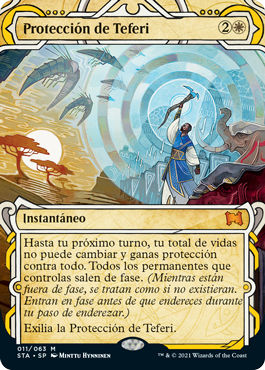 Protección de Teferi 2
Instantáneo
Hasta tu próximo turno, tu total de vidas
no puede cambiar y ganas protección
contra todo. Todos los permanentes que
controlas salen de fase. (Mientras están
fuera de fase, se tratan como si no existieran.
Entran en fase antes de que endereces durante
tu paso de enderezar.)
Exilia la Protección de Teferi.
011/063 M
STA • SP MINTTU HYNNINEN
™ & © 2021 Wizards of the Coast